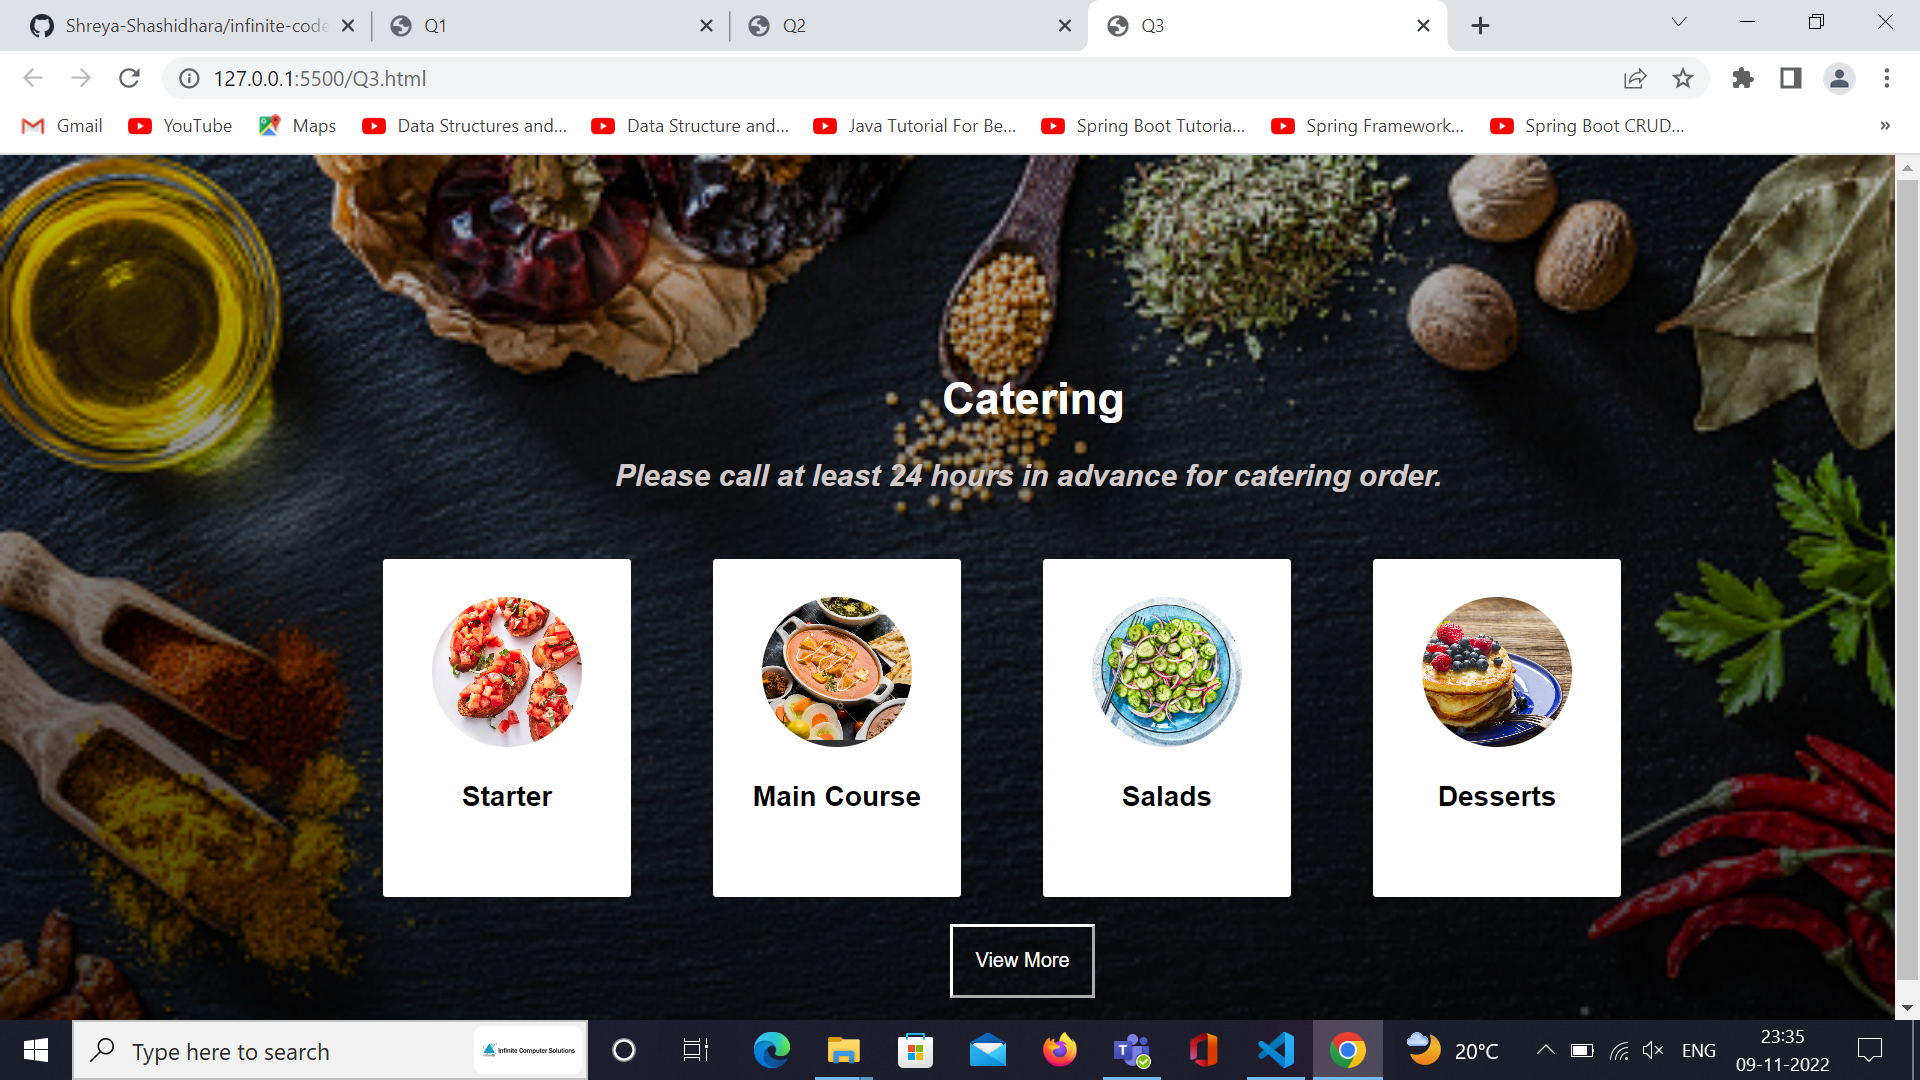 Shreya-Shashidhara/infinite-code
Q1
Q2
Q3
127.0.0.1:5500/Q3.html
Gmail
YouTube
Maps
Data Structures and...
Data Structure and...
Java Tutorial For Be...
Spring Boot Tutoria...
Spring Framework...
Spring Boot CRUD...
»
Catering
Please call at least 24 hours in advance for catering order.
Starter
Main Course
Salads
Desserts
View More
Type here to search
Infinite Computer Solutions
20°C
ENG
23:35
09-11-2022